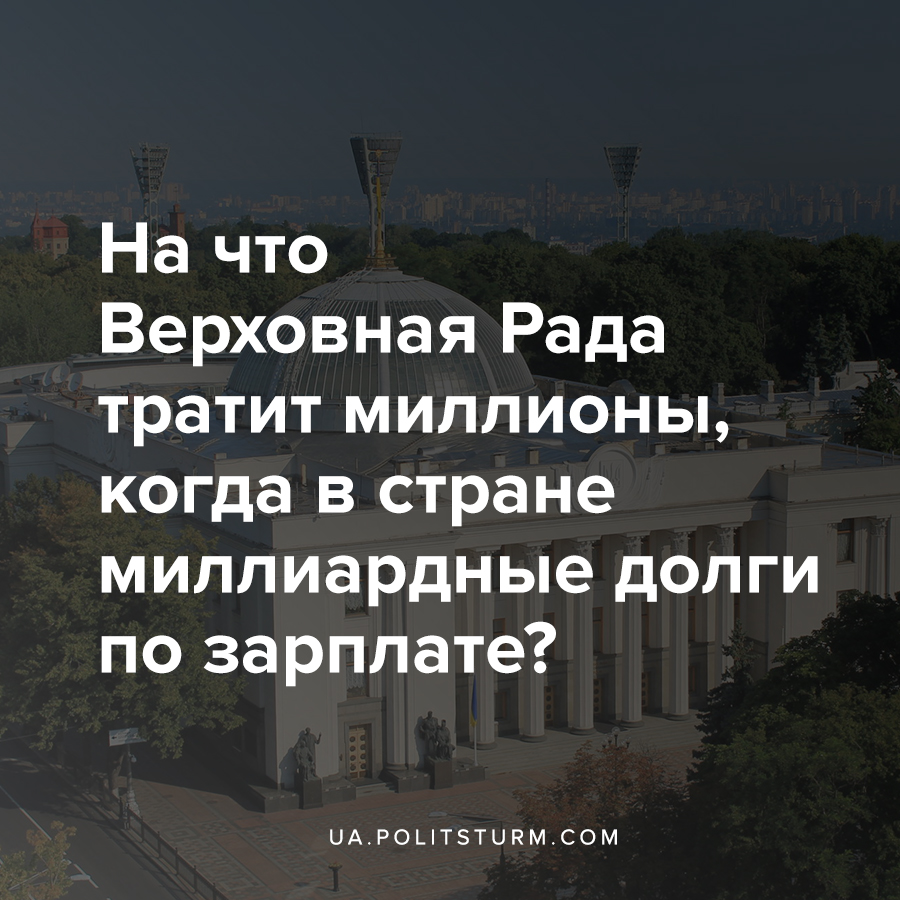 На что
Верховная Рада
тратит миллионы,
когда в стране
миллиардные долги
по зарплате?
UA.POLITSTURM.COM